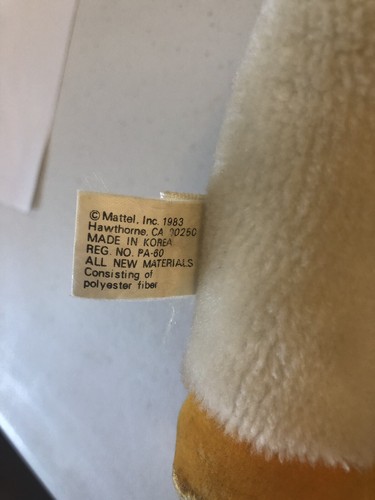 © Mattel, Inc. 1983
Hawthorne, CA 90250
MADE IN KOREA
REG. NO. PA-60
ALL NEW MATERIALS
Consisting of
polyester fiber